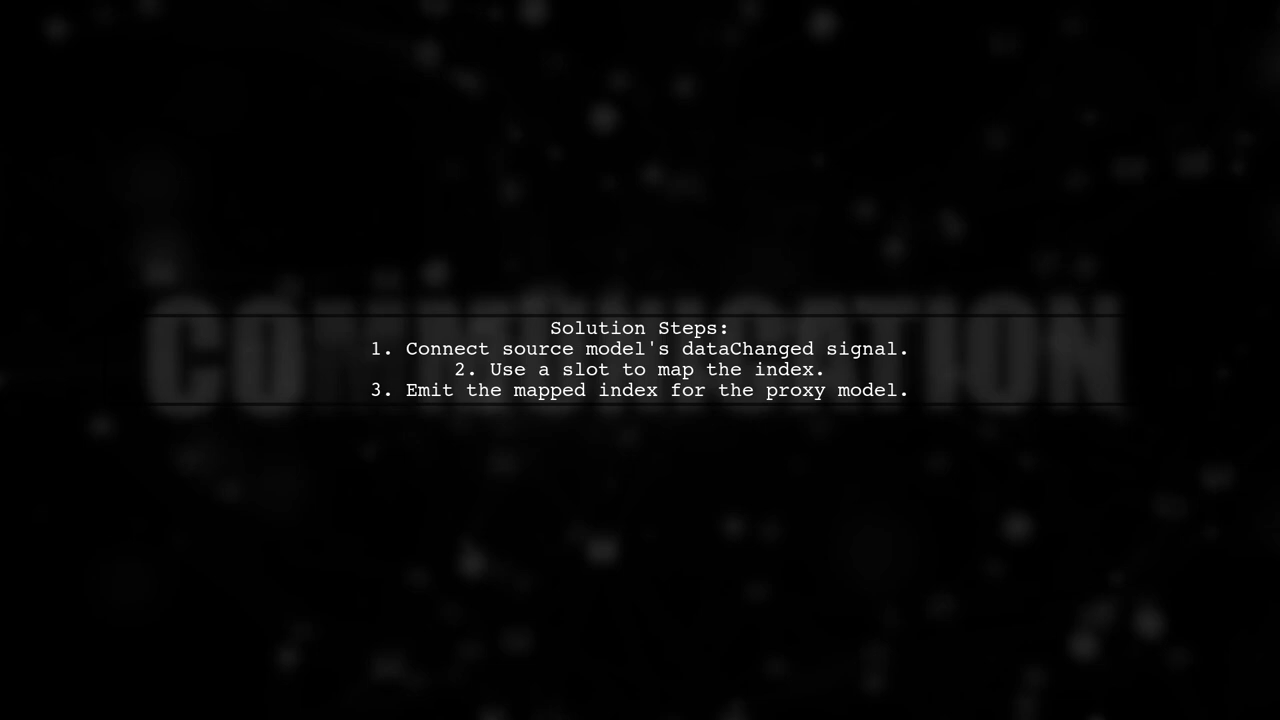 COMMUNICATION
Solution Steps:
1. Connect source model's dataChanged signal.
2. Use a slot to map the index.
3. Emit the mapped index for the proxy model.